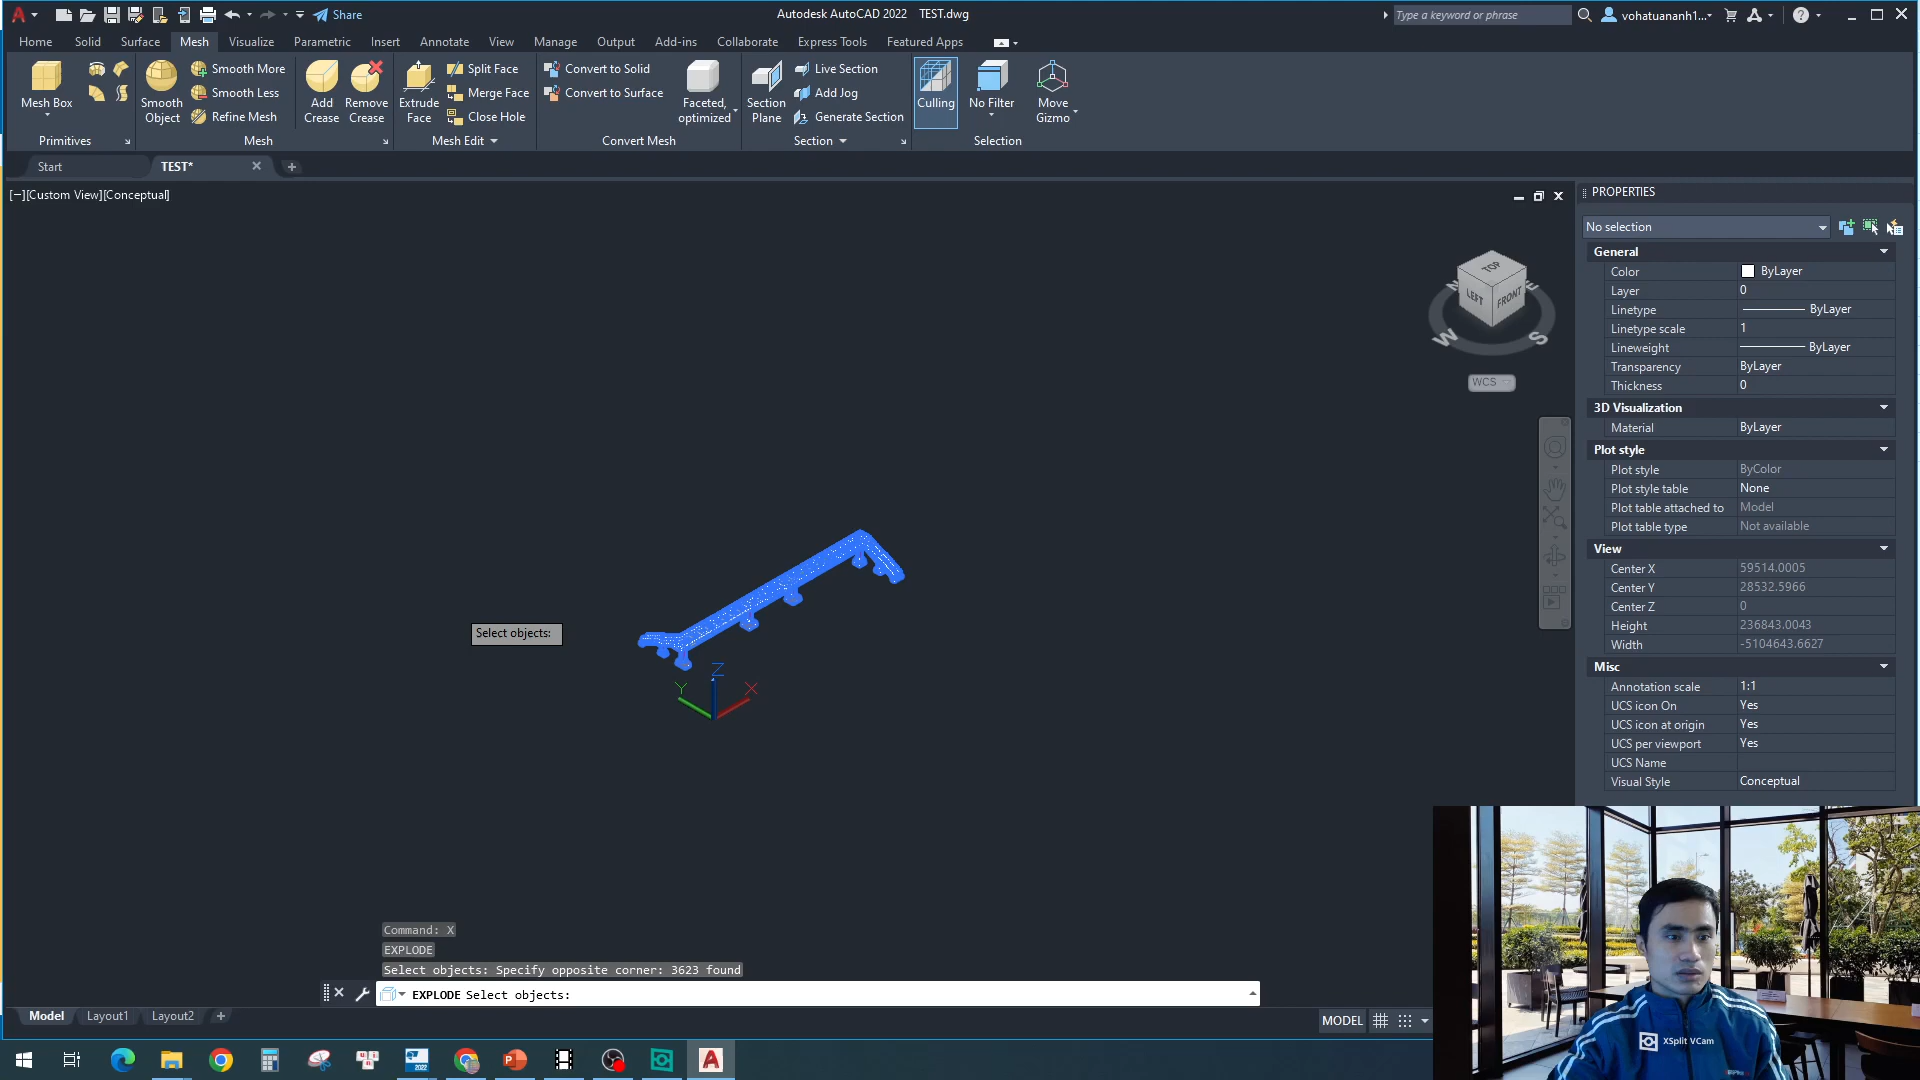 Share
Autodesk AutoCAD 2022 TEST.dwg
Type a keyword or phrase
vohatuananh1...
Home Solid Surface Mesh Visualize Parametric Insert Annotate View Manage Output Add-ins Collaborate Express Tools Featured Apps
Mesh Box
Primitives
Smooth Object
Smooth More
Smooth Less
Refine Mesh
Add Crease
Remove Crease
Mesh
Extrude Face
Split Face
Merge Face
Close Hole
Mesh Edit
Convert to Solid
Convert to Surface
Faceted, optimized
Convert Mesh
Section Plane
Live Section
Add Jog
Generate Section
Section
Culling
No Filter
Move Gizmo
Selection
Start TEST*
[−][Custom View][Conceptual]
TOP
LEFT FRONT
W S
WCS
Select objects:
Z
Y X
PROPERTIES
No selection
General
Color ByLayer
Layer 0
Linetype ByLayer
Linetype scale 1
Lineweight ByLayer
Transparency ByLayer
Thickness 0
3D Visualization
Material ByLayer
Plot style
Plot style ByColor
Plot style table None
Plot table attached to Model
Plot table type Not available
View
Center X 59514.0005
Center Y 28532.5966
Center Z 0
Height 236843.0043
Width -5104643.6627
Misc
Annotation scale 1:1
UCS icon On Yes
UCS icon at origin Yes
UCS per viewport Yes
UCS Name
Visual Style Conceptual
Command: X
EXPLODE
Select objects: Specify opposite corner: 3623 found
EXPLODE Select objects:
Model Layout1 Layout2
MODEL
XSplit VCam
2022